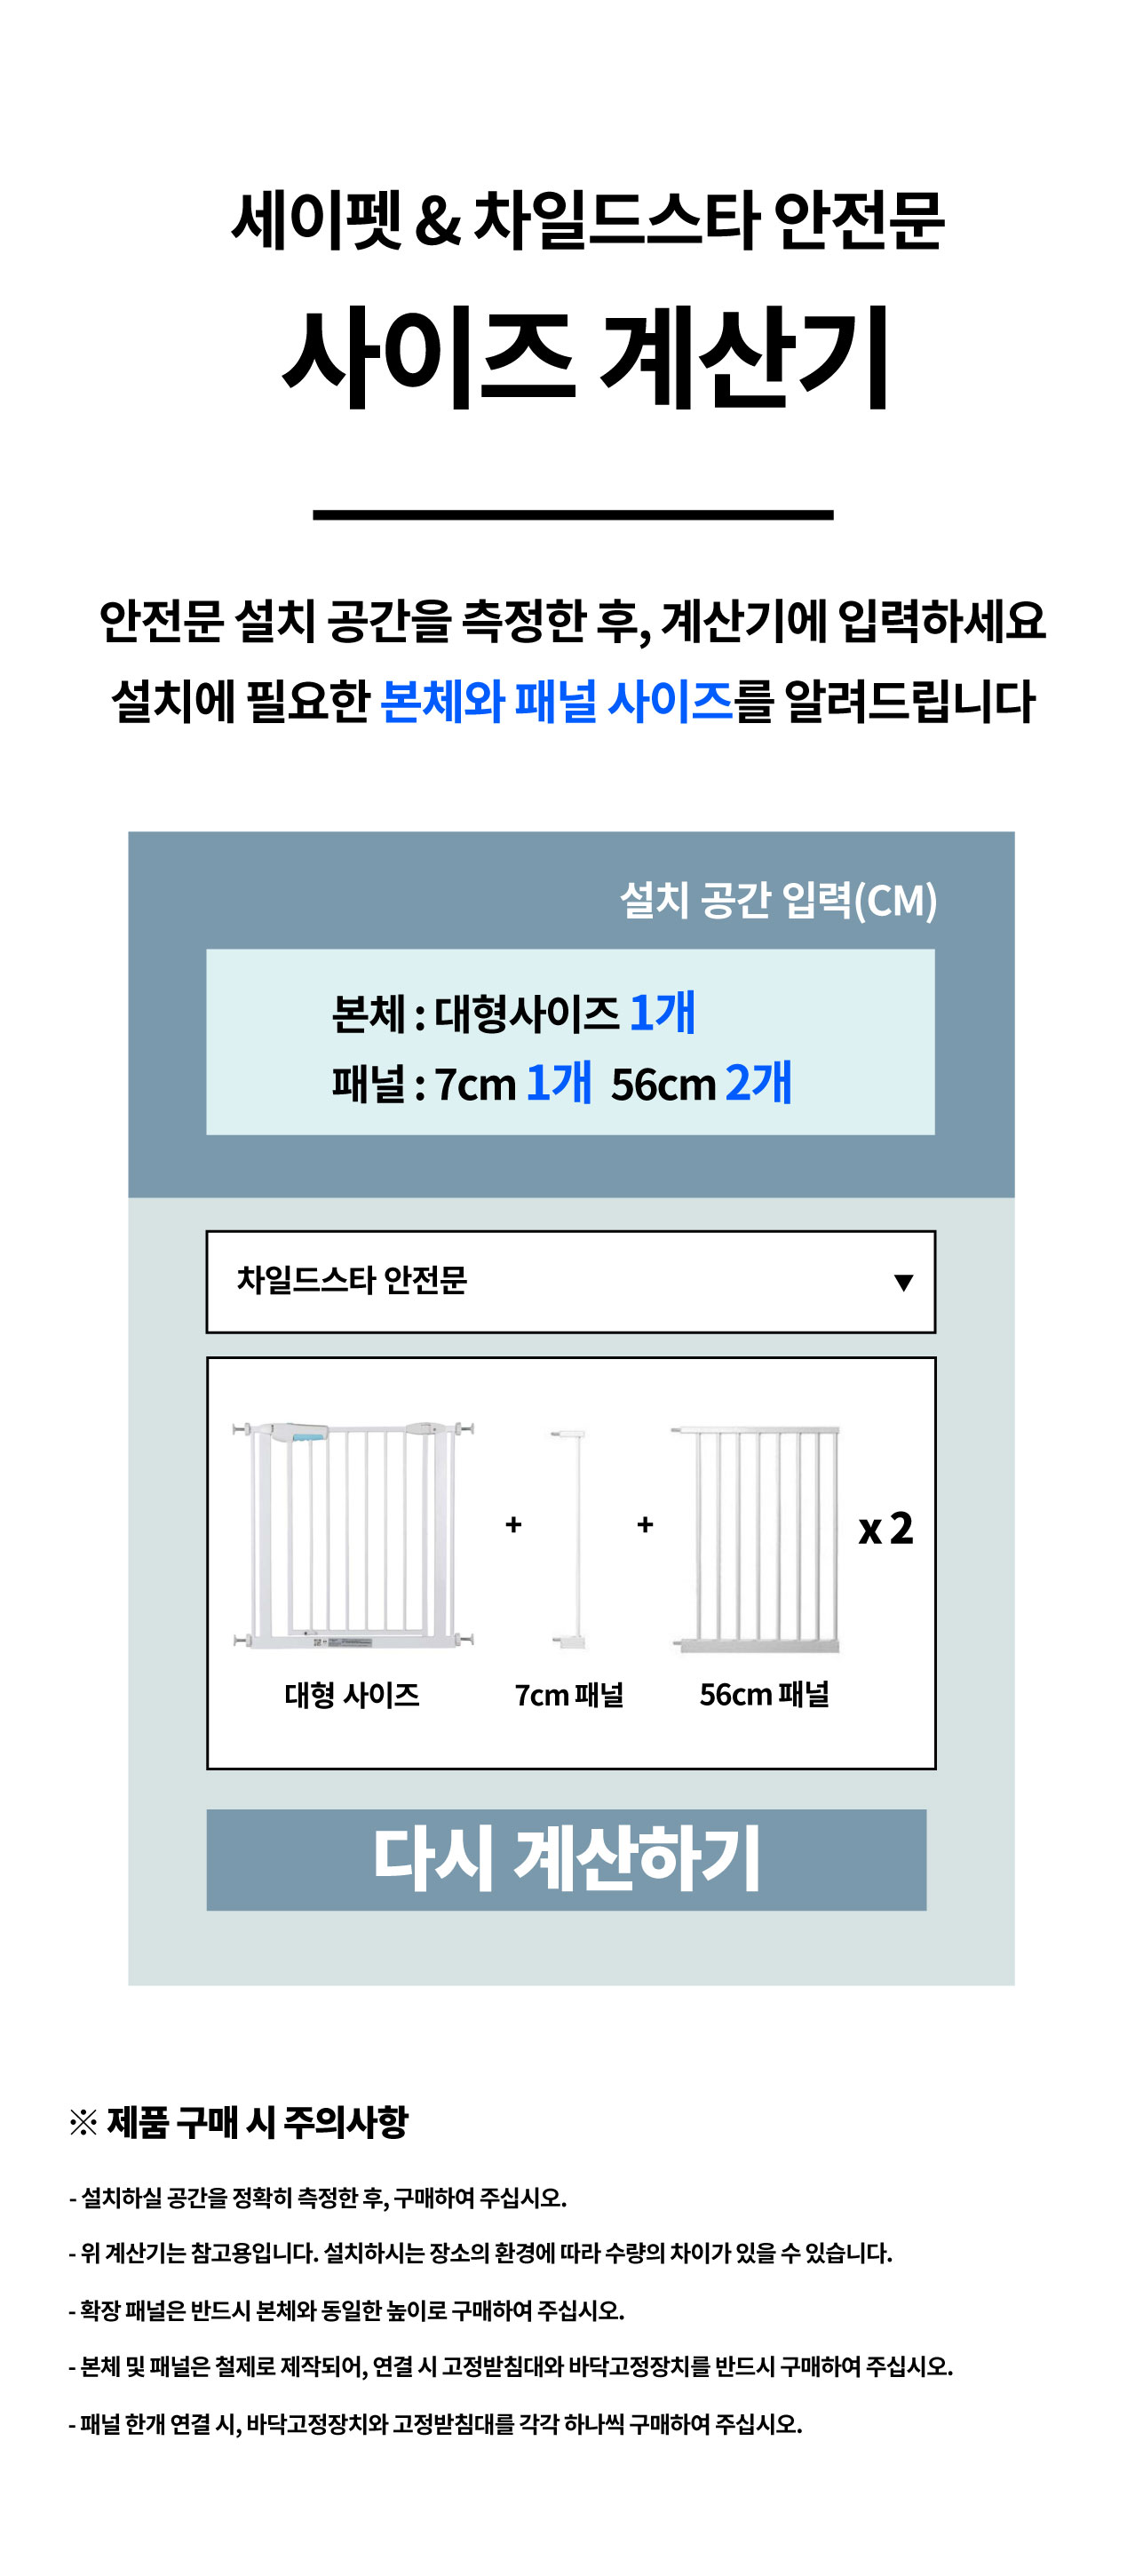 세이펫 & 차일드스타 안전문
사이즈 계산기
안전문 설치 공간을 측정한 후, 계산기에 입력하세요
설치에 필요한 본체와 패널 사이즈를 알려드립니다
설치 공간 입력(CM)
본체 : 대형사이즈 1개
패널 : 7cm 1개 56cm 2개
차일드스타 안전문 ▼
+ + x 2
대형 사이즈 7cm 패널 56cm 패널
다시 계산하기
※ 제품 구매 시 주의사항
- 설치하실 공간을 정확히 측정한 후, 구매하여 주십시오.
- 위 계산기는 참고용입니다. 설치하시는 장소의 환경에 따라 수량의 차이가 있을 수 있습니다.
- 확장 패널은 반드시 본체와 동일한 높이로 구매하여 주십시오.
- 본체 및 패널은 철제로 제작되어, 연결 시 고정받침대와 바닥고정장치를 반드시 구매하여 주십시오.
- 패널 한개 연결 시, 바닥고정장치와 고정받침대를 각각 하나씩 구매하여 주십시오.